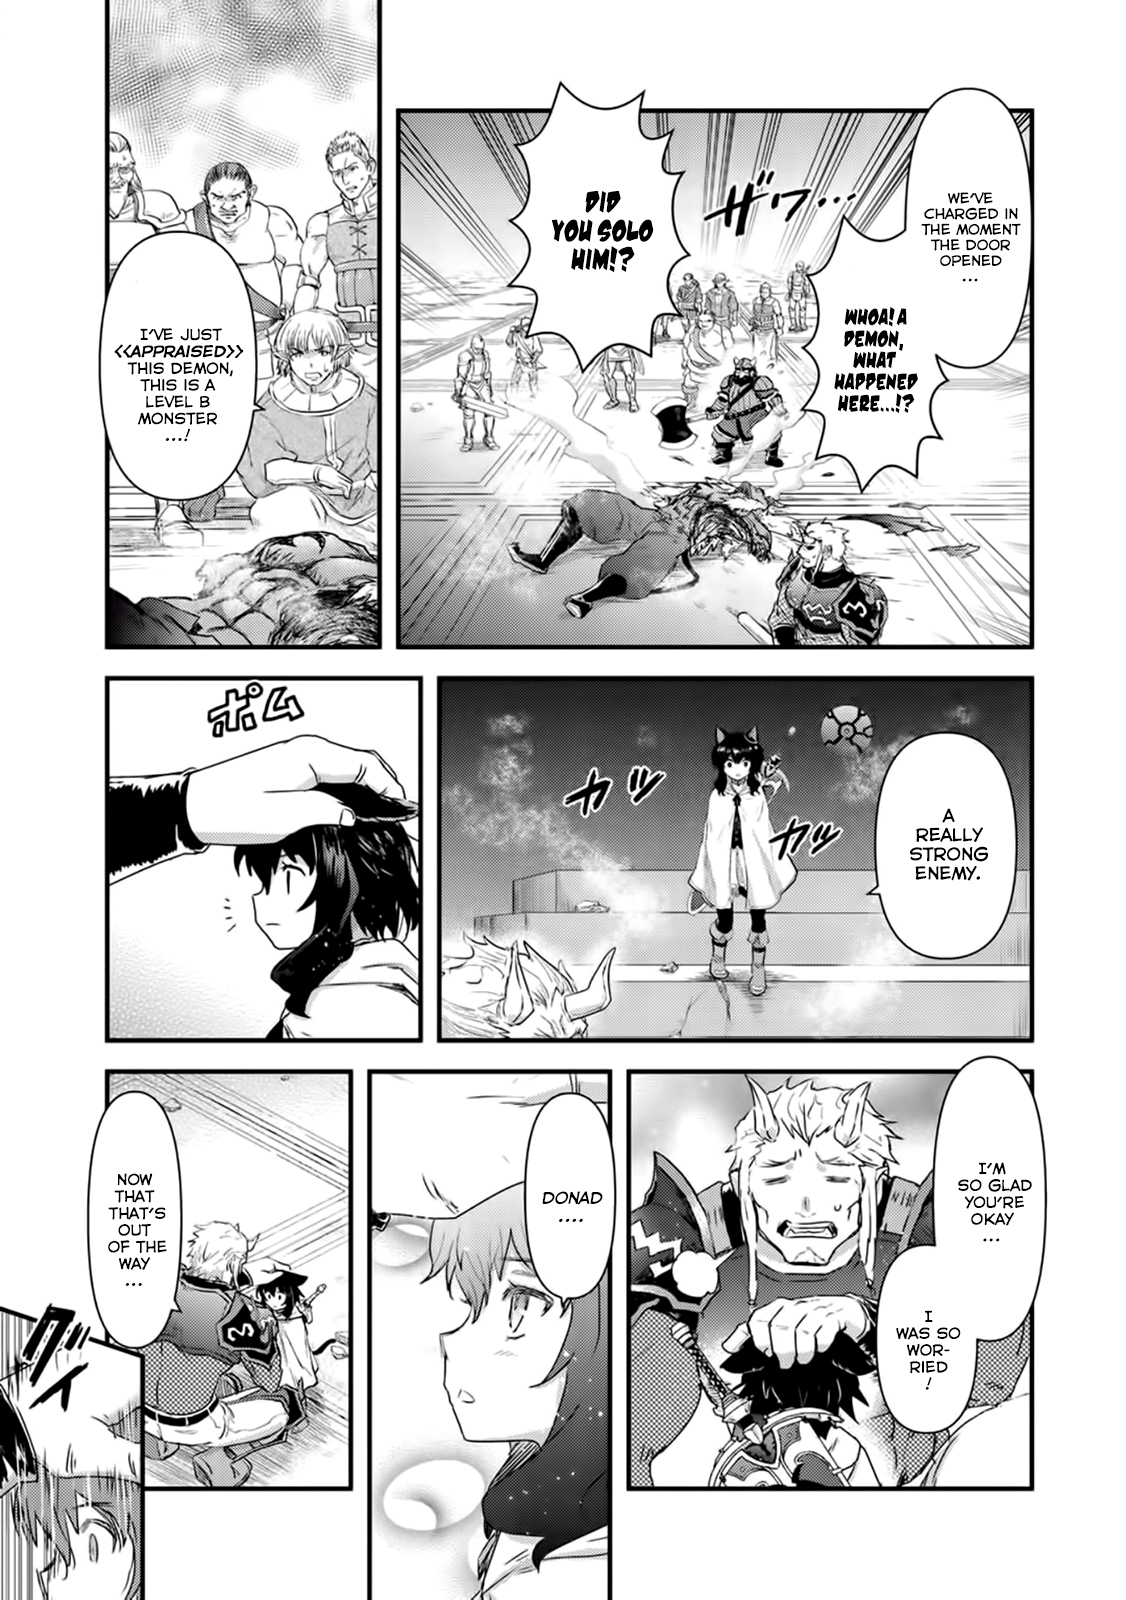 WE'VE
CHARGED IN
THE MOMENT
THE DOOR
OPENED
...
WHOA! A
DEMON,
WHAT
HAPPENED
HERE...!?
ザワ...
DID
YOU SOLO
HIM!?
I'VE JUST
<<APPRAISED>>
THIS DEMON,
THIS IS A
LEVEL B
MONSTER
...!
A
REALLY
STRONG
ENEMY.
カッ
カッ
ポム
I'M
SO GLAD
YOU'RE
OKAY
...
I
WAS SO
WOR-
RIED
!
DONAD
....
NOW
THAT
THAT'S
OUT
OF THE
WAY
...
グッ